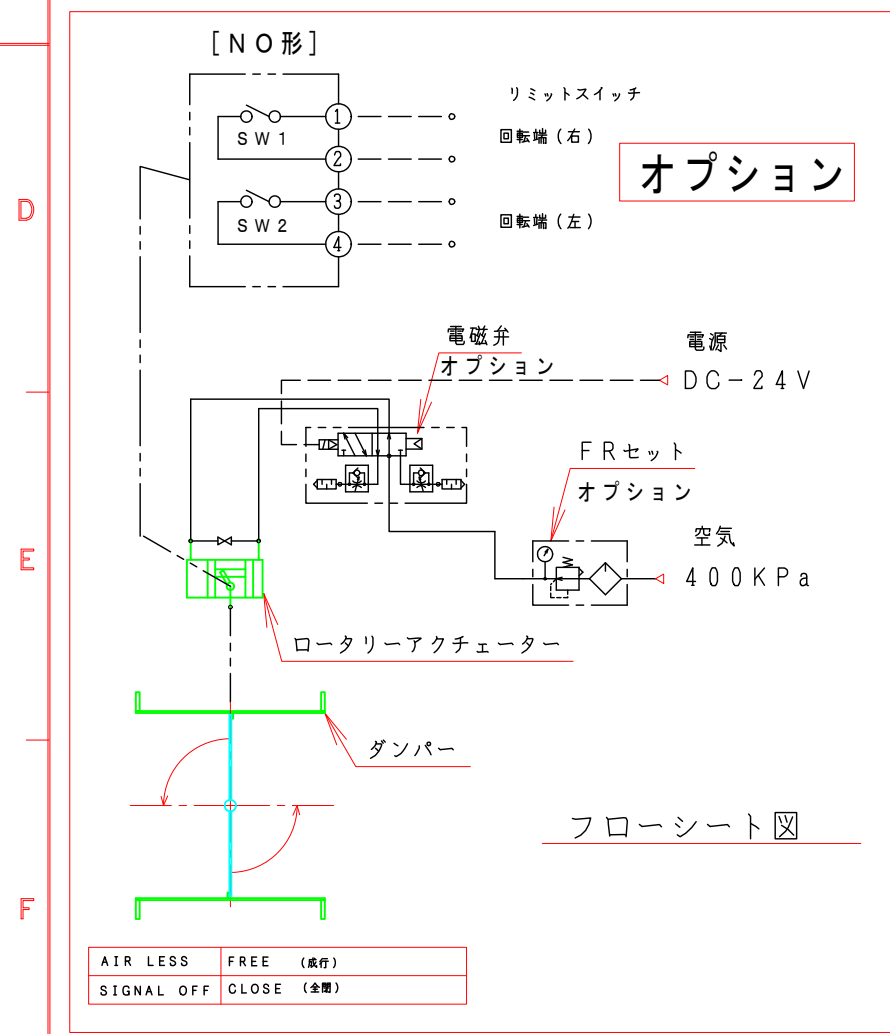 [NO形]
リミットスイッチ
1
SW1
回転端(右)
2
オプション
3
SW2
回転端(左)
4
D
電磁弁
オプション
電源
DC-24V
FRセット
オプション
空気
400KPa
E
ロータリーアクチェーター
ダンパー
フローシート図
F
AIR LESS FREE (成行)
SIGNAL OFF CLOSE (全閉)